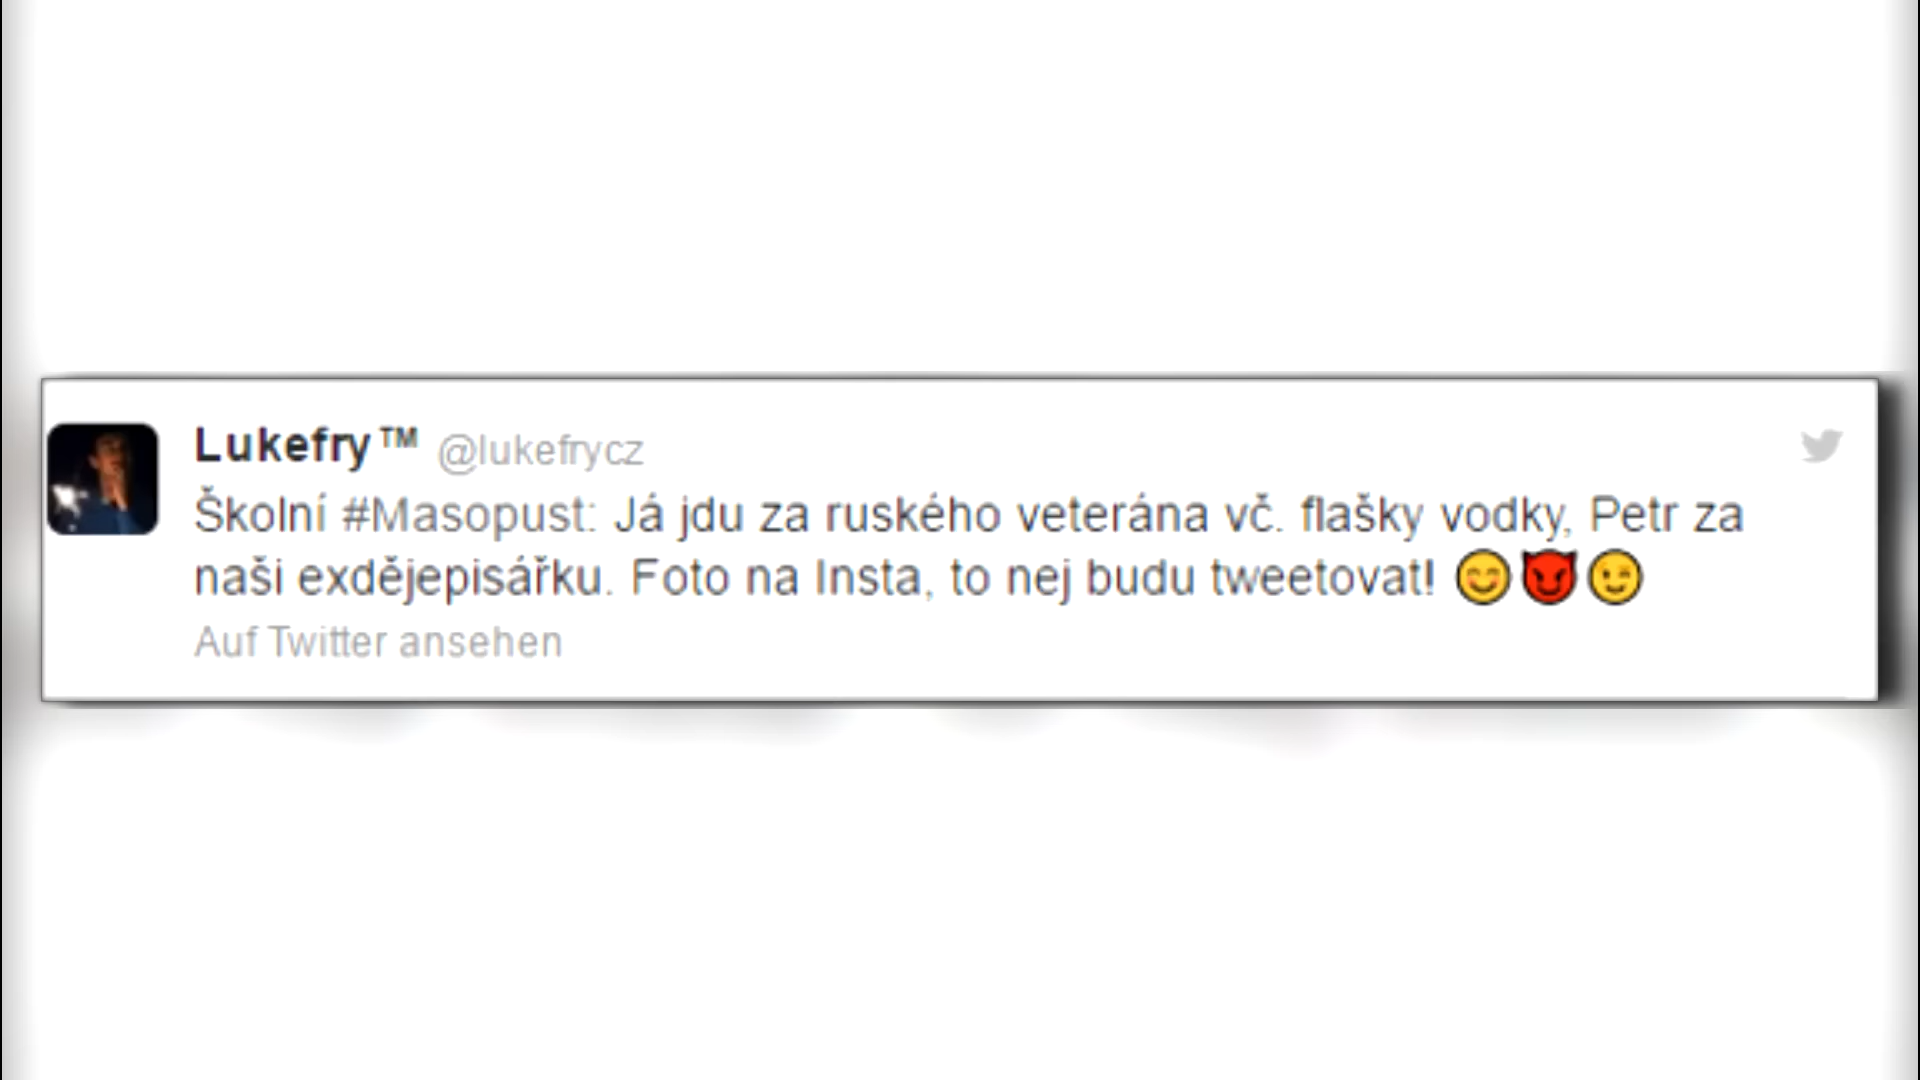 Lukefry™ @lukefrycz
Školní #Masopust: Já jdu za ruského veterána vč. flašky vodky, Petr za
naši exdějepisářku. Foto na Insta, to nej budu tweetovat! 😊😈😉
Auf Twitter ansehen